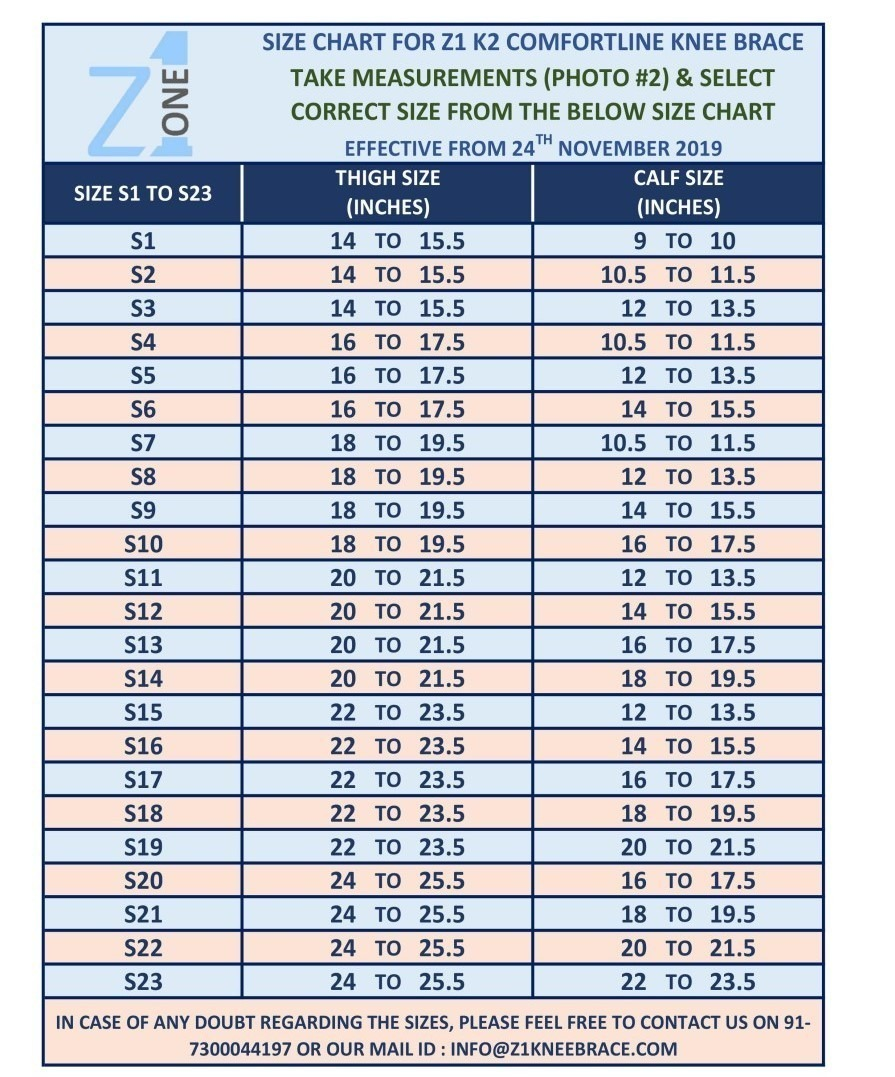 Z1 ONE
SIZE CHART FOR Z1 K2 COMFORTLINE KNEE BRACE
TAKE MEASUREMENTS (PHOTO #2) & SELECT
CORRECT SIZE FROM THE BELOW SIZE CHART
EFFECTIVE FROM 24TH NOVEMBER 2019
SIZE S1 TO S23 THIGH SIZE (INCHES) CALF SIZE (INCHES)
S1 14 TO 15.5 9 TO 10
S2 14 TO 15.5 10.5 TO 11.5
S3 14 TO 15.5 12 TO 13.5
S4 16 TO 17.5 10.5 TO 11.5
S5 16 TO 17.5 12 TO 13.5
S6 16 TO 17.5 14 TO 15.5
S7 18 TO 19.5 10.5 TO 11.5
S8 18 TO 19.5 12 TO 13.5
S9 18 TO 19.5 14 TO 15.5
S10 18 TO 19.5 16 TO 17.5
S11 20 TO 21.5 12 TO 13.5
S12 20 TO 21.5 14 TO 15.5
S13 20 TO 21.5 16 TO 17.5
S14 20 TO 21.5 18 TO 19.5
S15 22 TO 23.5 12 TO 13.5
S16 22 TO 23.5 14 TO 15.5
S17 22 TO 23.5 16 TO 17.5
S18 22 TO 23.5 18 TO 19.5
S19 22 TO 23.5 20 TO 21.5
S20 24 TO 25.5 16 TO 17.5
S21 24 TO 25.5 18 TO 19.5
S22 24 TO 25.5 20 TO 21.5
S23 24 TO 25.5 22 TO 23.5
IN CASE OF ANY DOUBT REGARDING THE SIZES, PLEASE FEEL FREE TO CONTACT US ON 91-
7300044197 OR OUR MAIL ID : INFO@Z1KNEEBRACE.COM